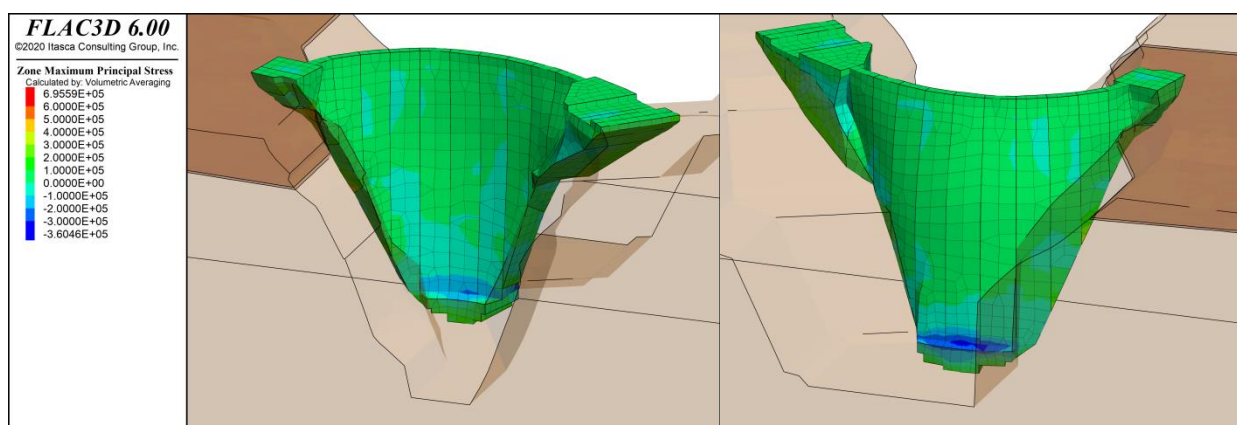 FLAC3D 6.00
©2020 Itasca Consulting Group, Inc.
Zone Maximum Principal Stress
Calculated by: Volumetric Averaging
6.9559E+05
6.0000E+05
5.0000E+05
4.0000E+05
3.0000E+05
2.0000E+05
1.0000E+05
0.0000E+00
-1.0000E+05
-2.0000E+05
-3.0000E+05
-3.6046E+05